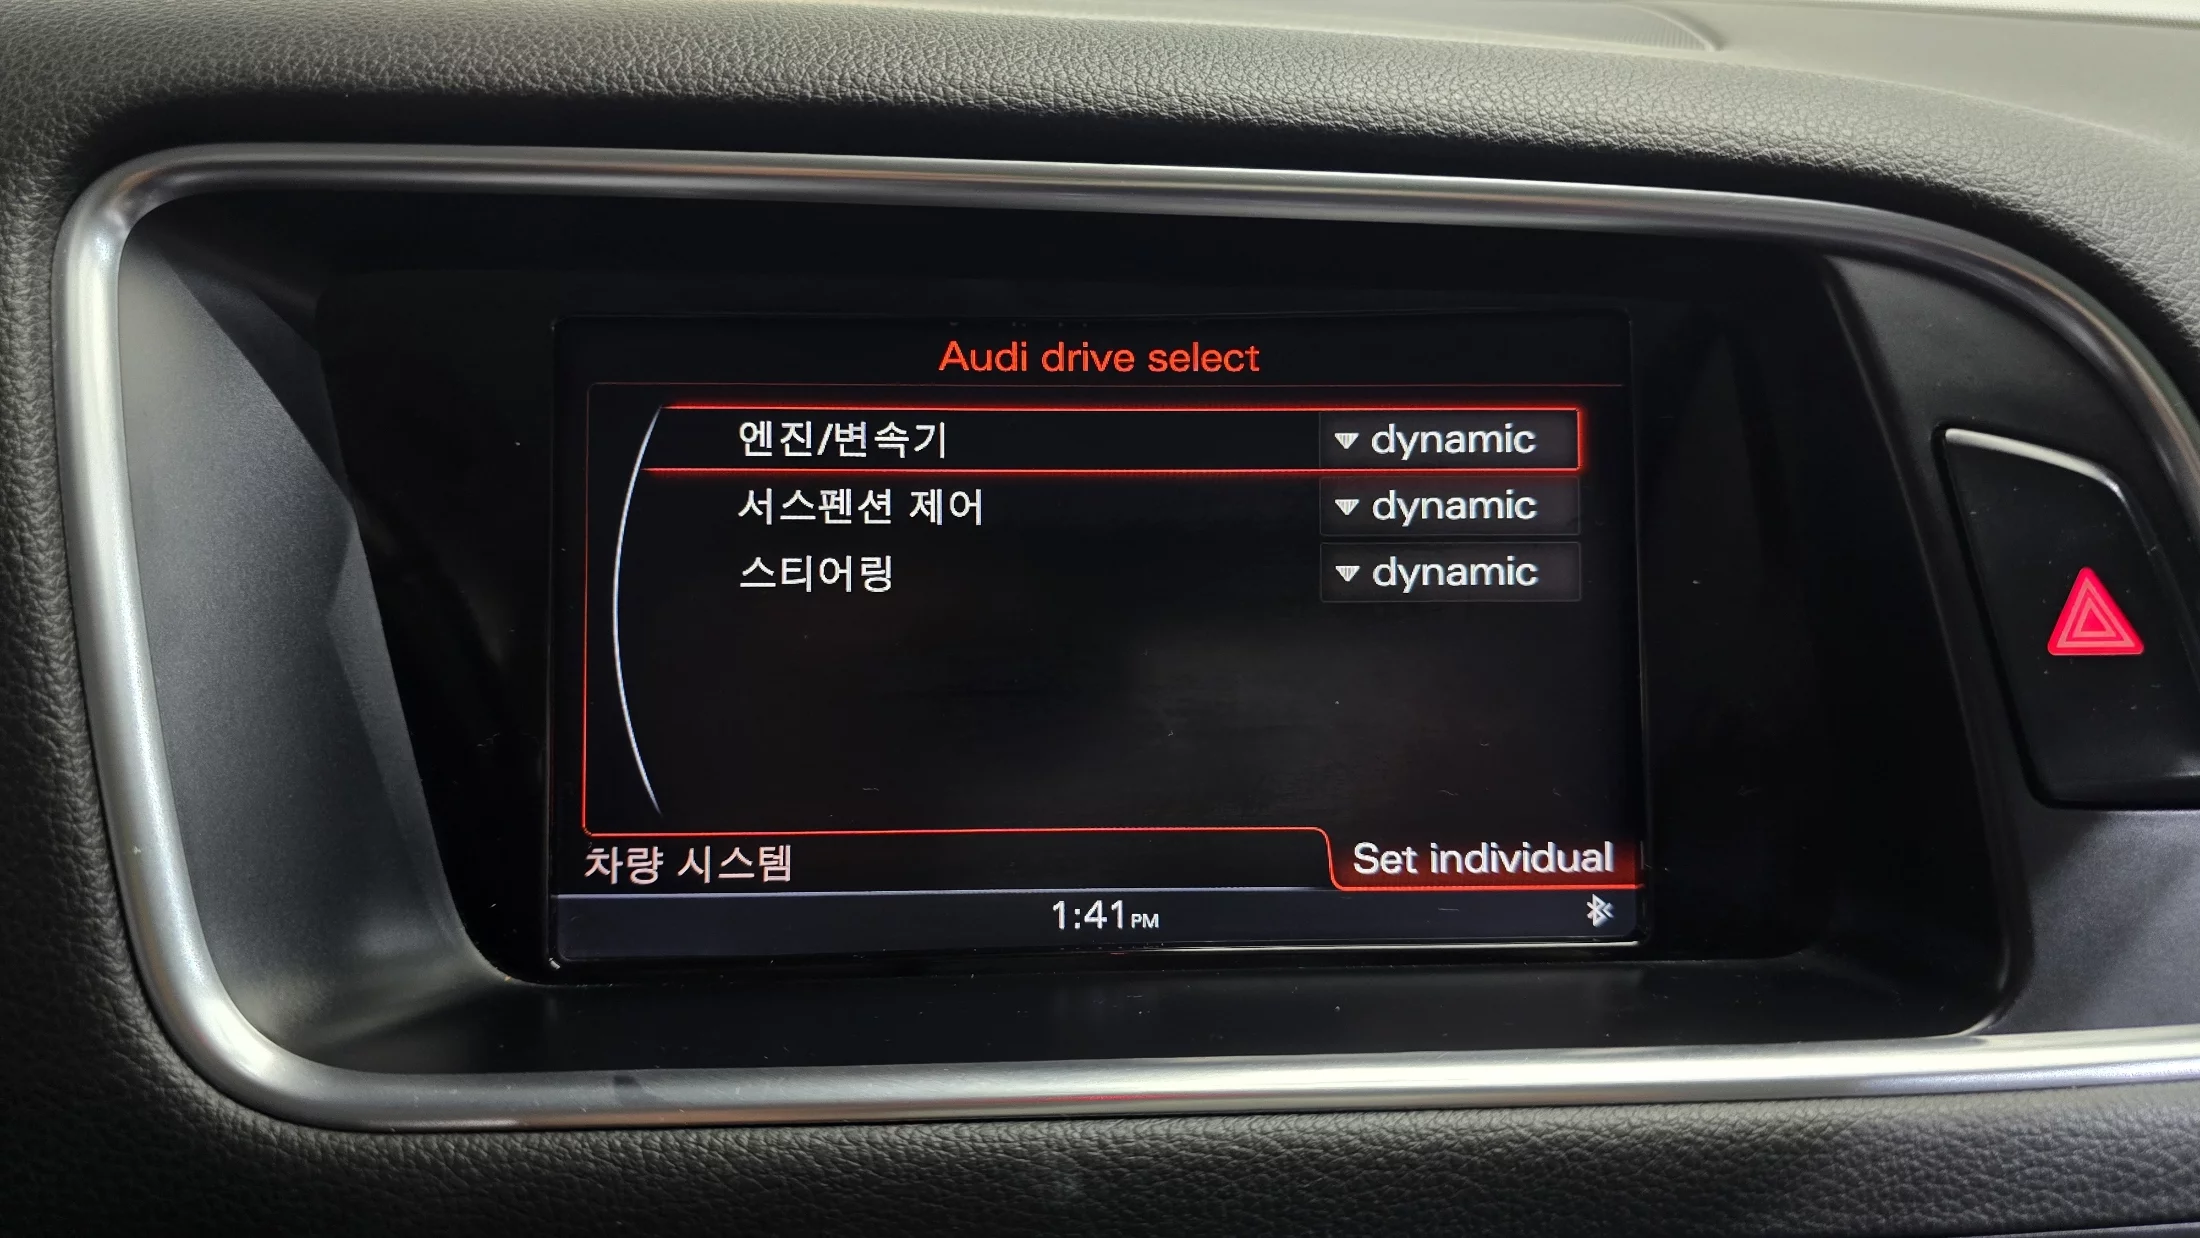 Audi drive select
엔진/변속기 dynamic
서스펜션 제어 dynamic
스티어링 dynamic
차량 시스템 Set individual
1:41 PM